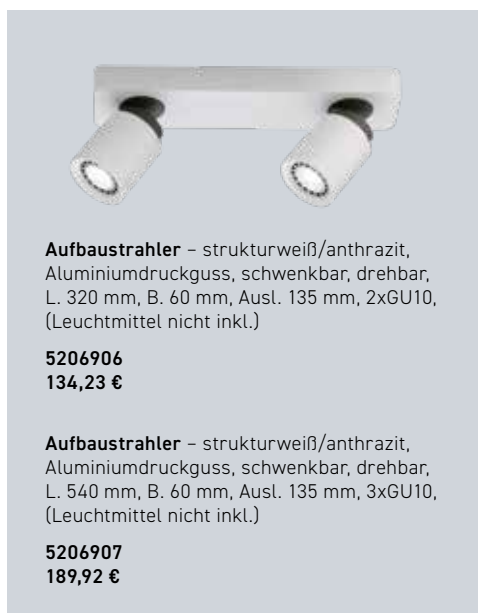 Aufbaustrahler – strukturweiß/anthrazit,
Aluminiumdruckguss, schwenkbar, drehbar,
L. 320 mm, B. 60 mm, Ausl. 135 mm, 2xGU10,
(Leuchtmittel nicht inkl.)
5206906
134,23 €
Aufbaustrahler – strukturweiß/anthrazit,
Aluminiumdruckguss, schwenkbar, drehbar,
L. 540 mm, B. 60 mm, Ausl. 135 mm, 3xGU10,
(Leuchtmittel nicht inkl.)
5206907
189,92 €